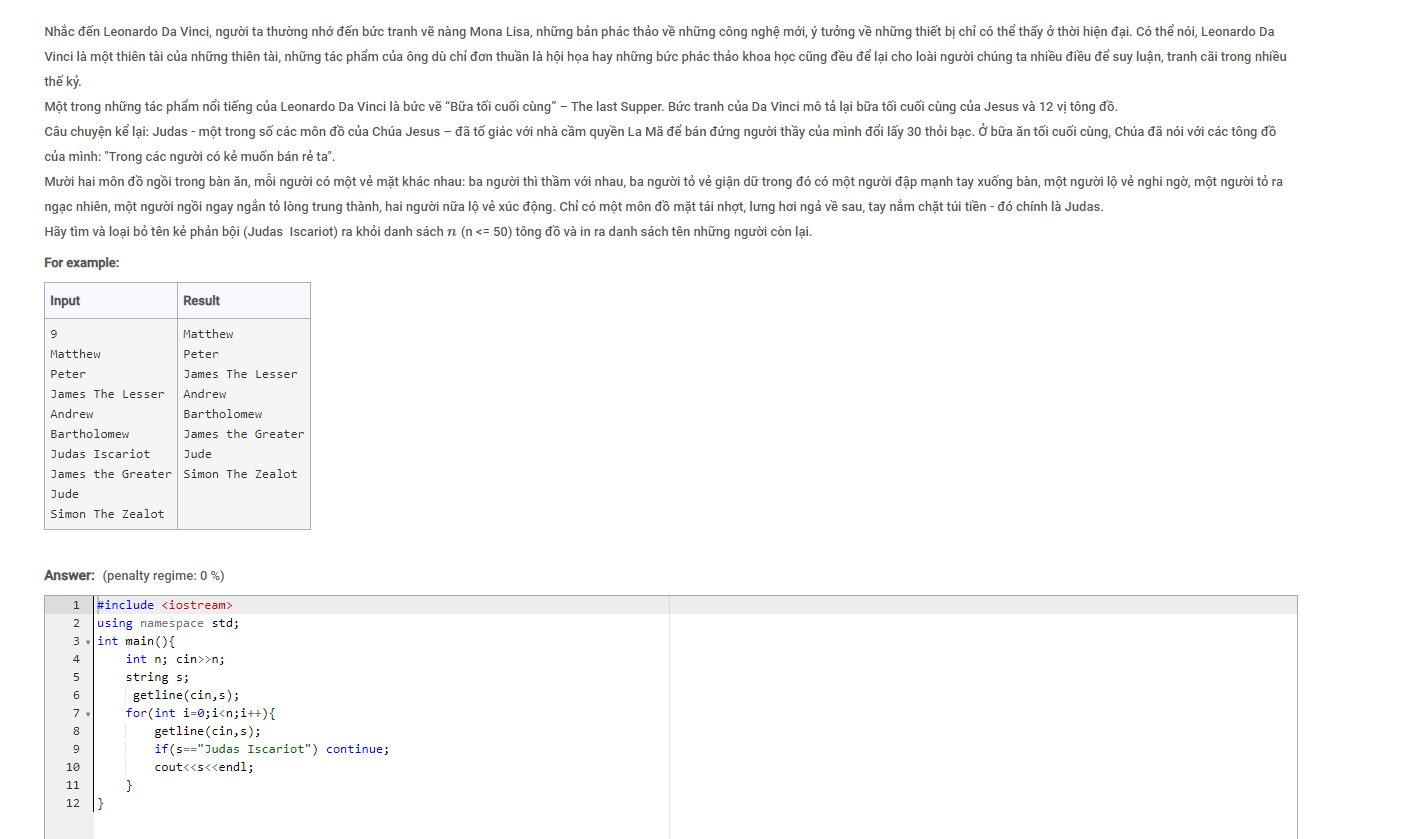 Nhắc đến Leonardo Da Vinci, người ta thường nhớ đến bức tranh vẽ nàng Mona Lisa, những bản phác thảo về những công nghệ mới, ý tưởng về những thiết bị chỉ có thể thấy ở thời hiện đại. Có thể nói, Leonardo Da
Vinci là một thiên tài của những thiên tài, những tác phẩm của ông dù chỉ đơn thuần là hội họa hay những bức phác thảo khoa học cũng đều để lại cho loài người chúng ta nhiều điều để suy luận, tranh cãi trong nhiều
thế kỷ.
Một trong những tác phẩm nổi tiếng của Leonardo Da Vinci là bức vẽ “Bữa tối cuối cùng” – The last Supper. Bức tranh của Da Vinci mô tả lại bữa tối cuối cùng của Jesus và 12 vị tông đồ.
Câu chuyện kể lại: Judas - một trong số các môn đồ của Chúa Jesus – đã tố giác với nhà cầm quyền La Mã để bán đứng người thầy của mình đổi lấy 30 thỏi bạc. Ở bữa ăn tối cuối cùng, Chúa đã nói với các tông đồ
của mình: "Trong các người có kẻ muốn bán rẻ ta".
Mười hai môn đồ ngồi trong bàn ăn, mỗi người có một vẻ mặt khác nhau: ba người thì thầm với nhau, ba người tỏ vẻ giận dữ trong đó có một người đập mạnh tay xuống bàn, một người lộ vẻ nghi ngờ, một người tỏ ra
ngạc nhiên, một người ngồi ngay ngắn tỏ lòng trung thành, hai người nữa lộ vẻ xúc động. Chỉ có một môn đồ mặt tái nhợt, lưng hơi ngả về sau, tay nắm chặt túi tiền - đó chính là Judas.
Hãy tìm và loại bỏ tên kẻ phản bội (Judas Iscariot) ra khỏi danh sách n (n <= 50) tông đồ và in ra danh sách tên những người còn lại.
For example:
Input Result
9 Matthew
Matthew Peter
Peter James The Lesser
James The Lesser Andrew
Andrew Bartholomew
Bartholomew James the Greater
Judas Iscariot Jude
James the Greater Simon The Zealot
Jude
Simon The Zealot
Answer: (penalty regime: 0 %)
1 #include <iostream>
2 using namespace std;
3 int main(){
4 int n; cin>>n;
5 string s;
6 getline(cin,s);
7 for(int i=0;i<n;i++){
8 getline(cin,s);
9 if(s=="Judas Iscariot") continue;
10 cout<<s<<endl;
11 }
12 }